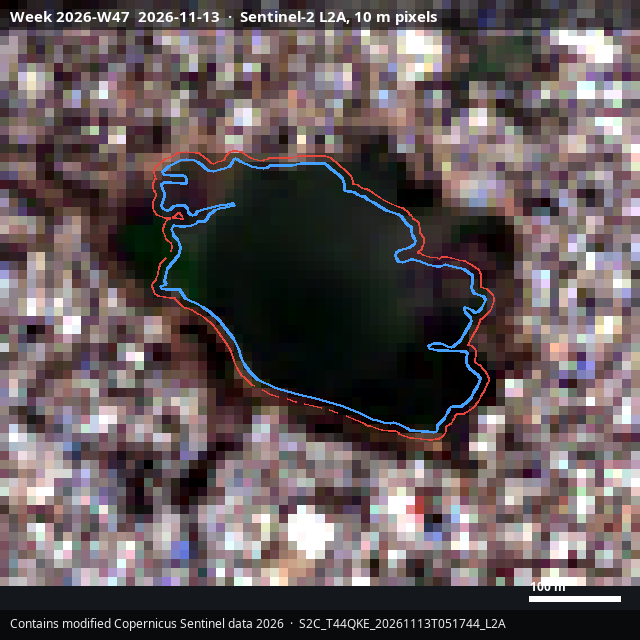 Week 2026-W47 2026-11-13 · Sentinel-2 L2A, 10 m pixels
100 m
Contains modified Copernicus Sentinel data 2026 · S2C_T44QKE_20261113T051744_L2A